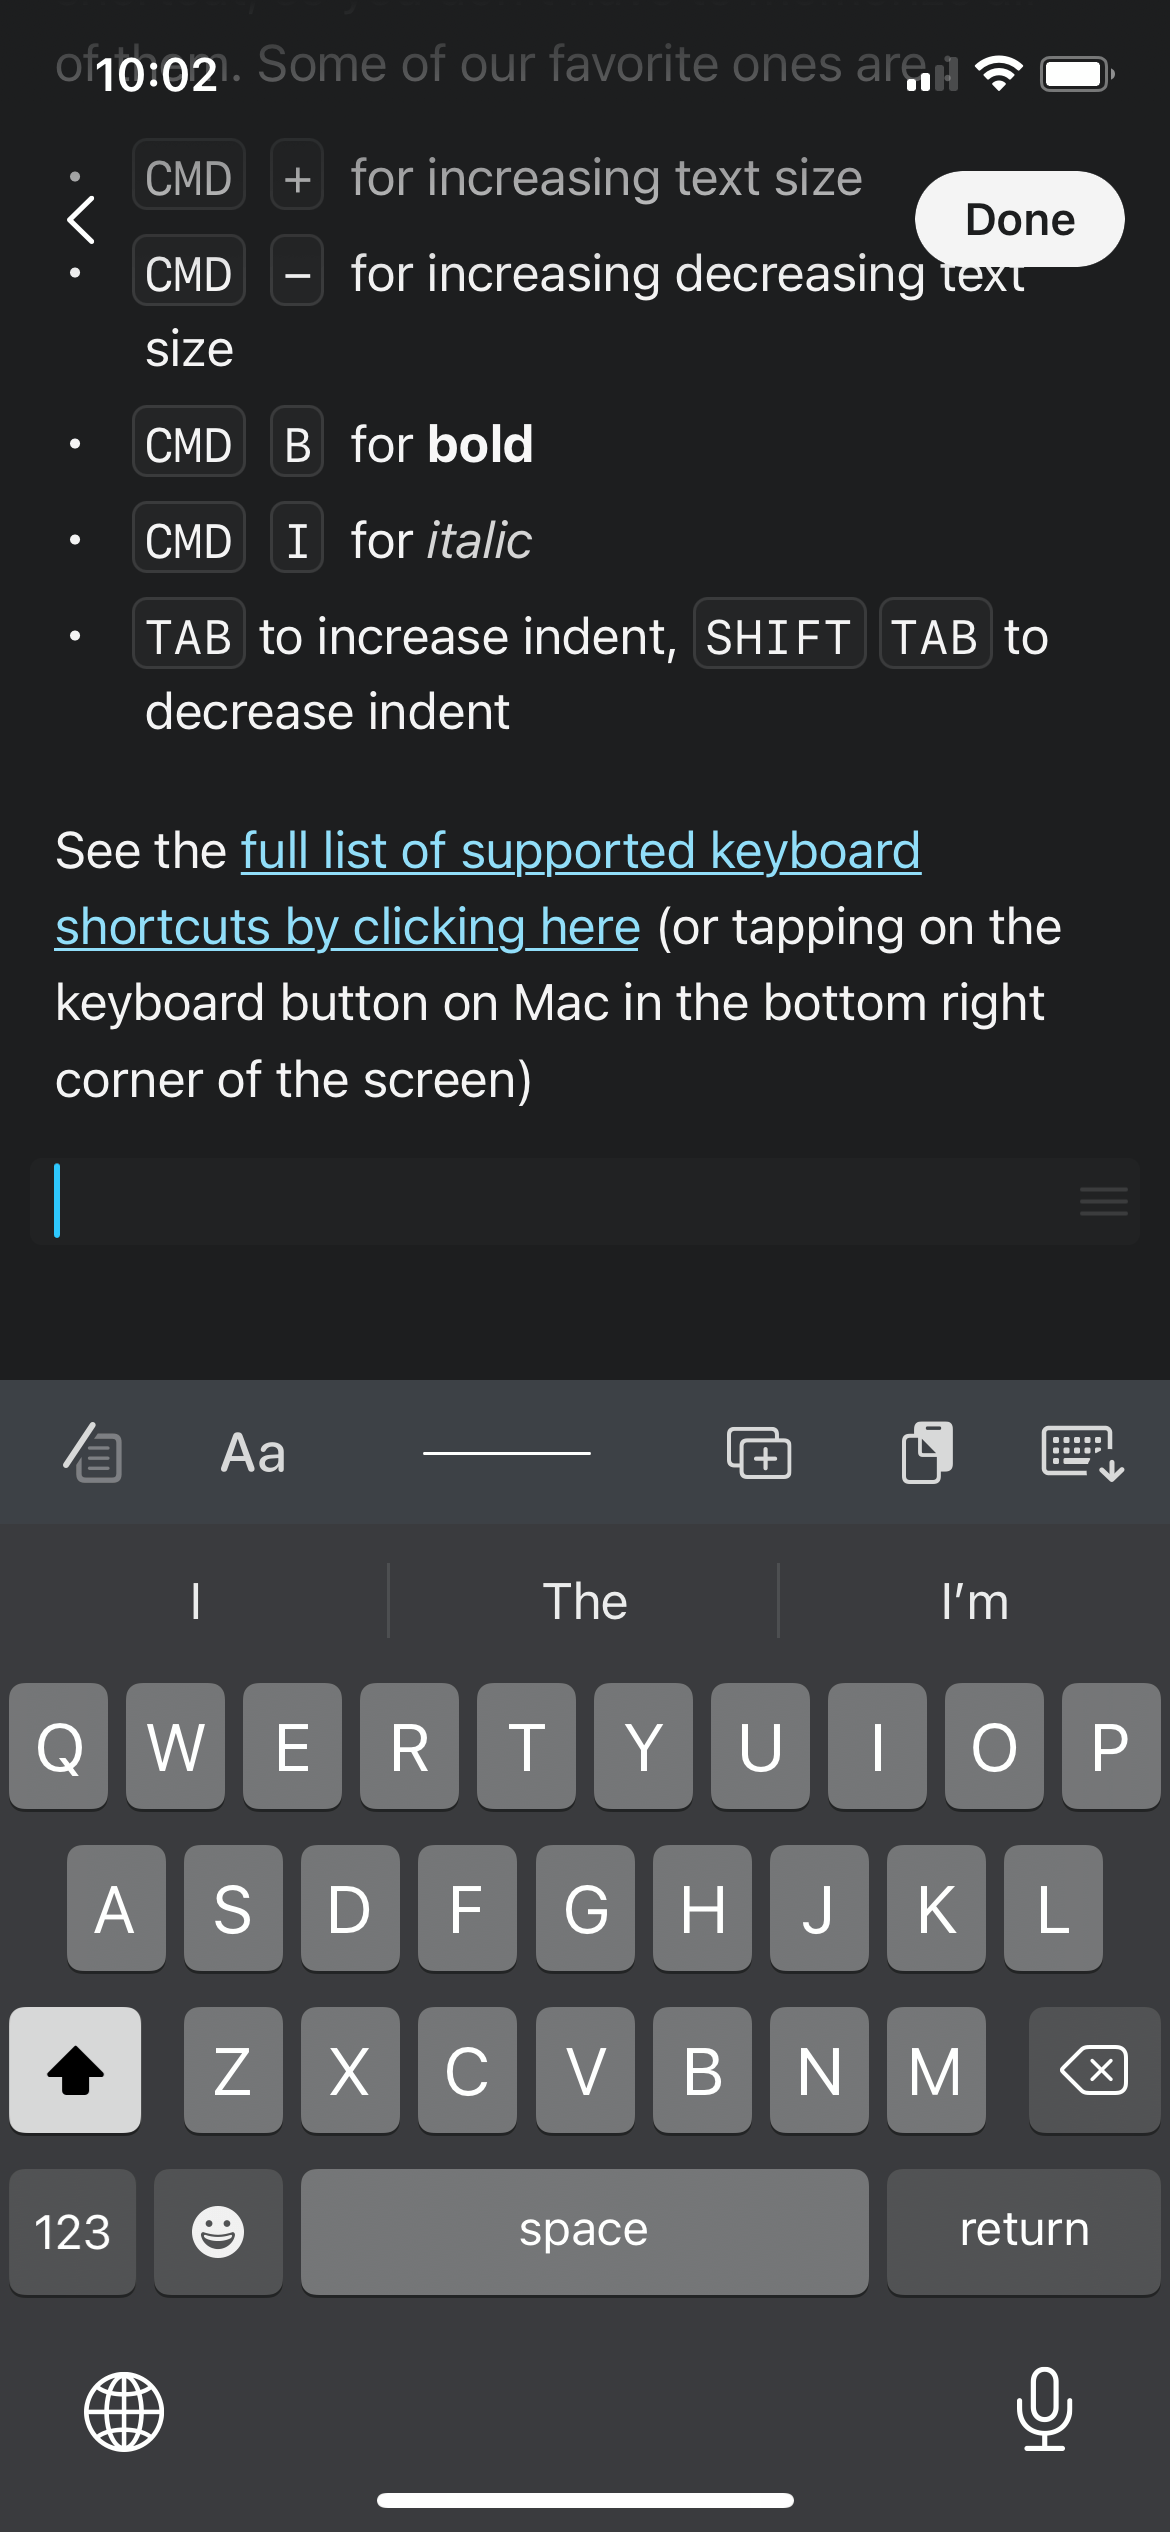 of them. Some of our favorite ones are:
10:02
CMD + for increasing text size
Done
CMD – for increasing decreasing text
size
CMD B for bold
CMD I for italic
TAB to increase indent, SHIFT TAB to
decrease indent
See the full list of supported keyboard
shortcuts by clicking here (or tapping on the
keyboard button on Mac in the bottom right
corner of the screen)
Aa
I The I’m
Q W E R T Y U I O P
A S D F G H J K L
Z X C V B N M
123 space return